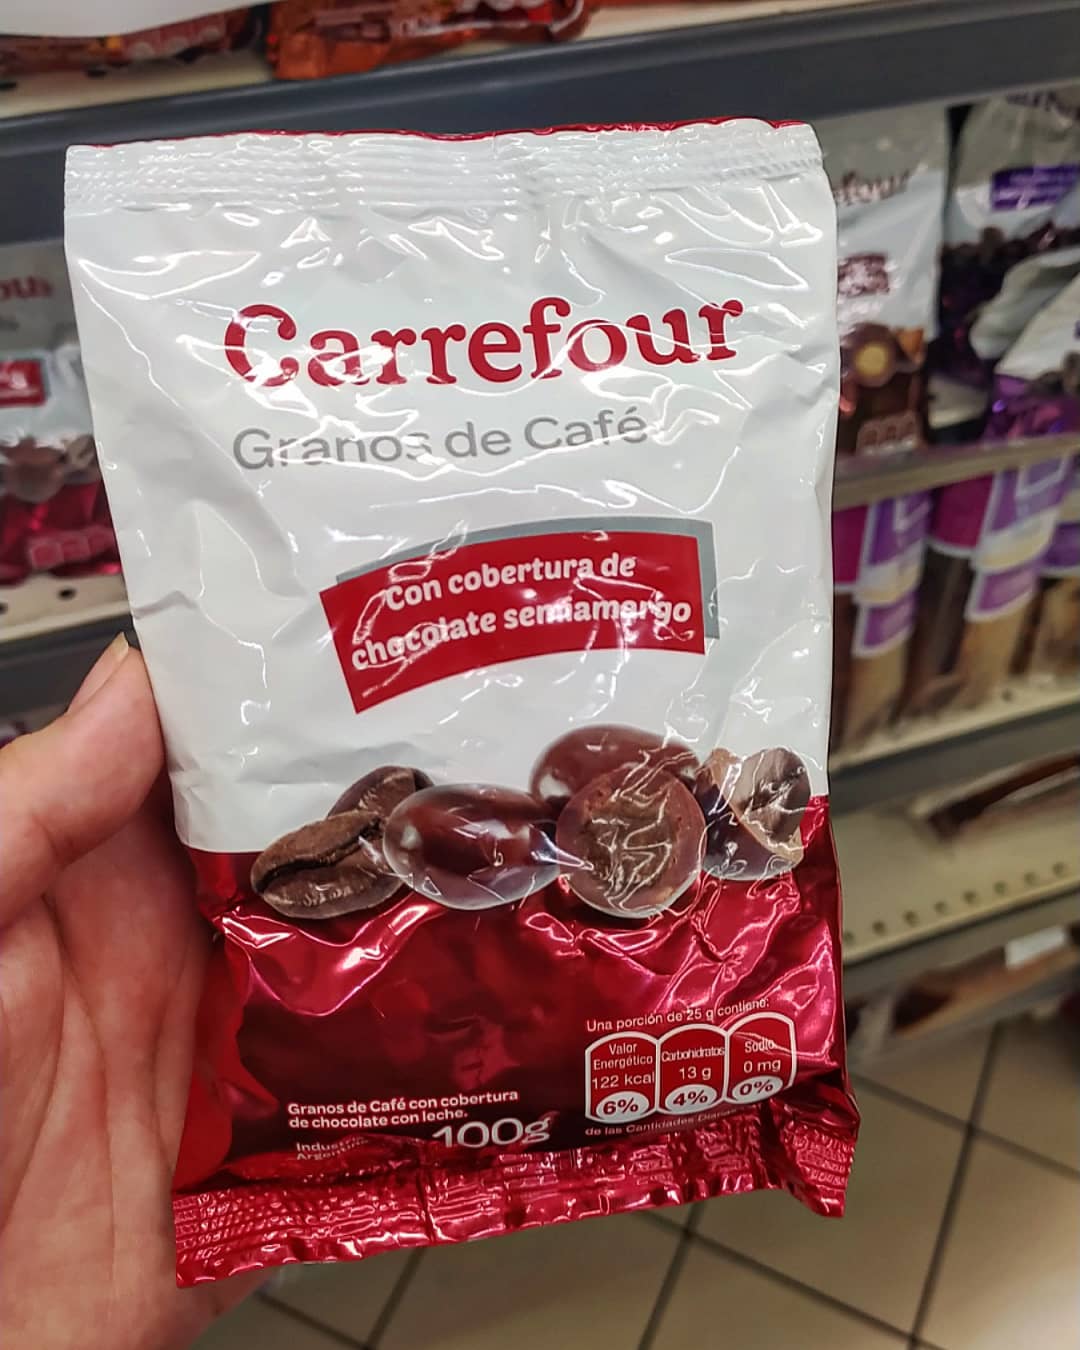 Carrefour
Granos de Café
Con cobertura de
chocolate semiamargo
Una porción de 25 g contiene:
Valor
Energético
122 kcal
6%
Carbohidratos
13 g
4%
Sodio
0 mg
0%
de las Cantidades Diarias
Granos de Café con cobertura
de chocolate con leche.
Industria
Argentina
100g